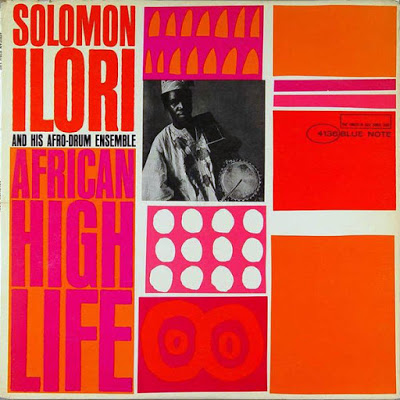 SOLOMON
ILORI
AND HIS AFRO-DRUM ENSEMBLE
AFRICAN
HIGH
LIFE
4136 BLUE NOTE